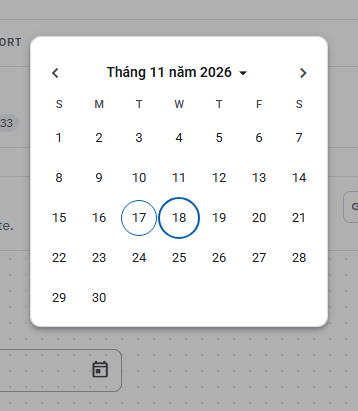 ORT
Tháng 11 năm 2026
S M T W T F S
33
1 2 3 4 5 6 7
8 9 10 11 12 13 14
15 16 17 18 19 20 21
te.
22 23 24 25 26 27 28
29 30